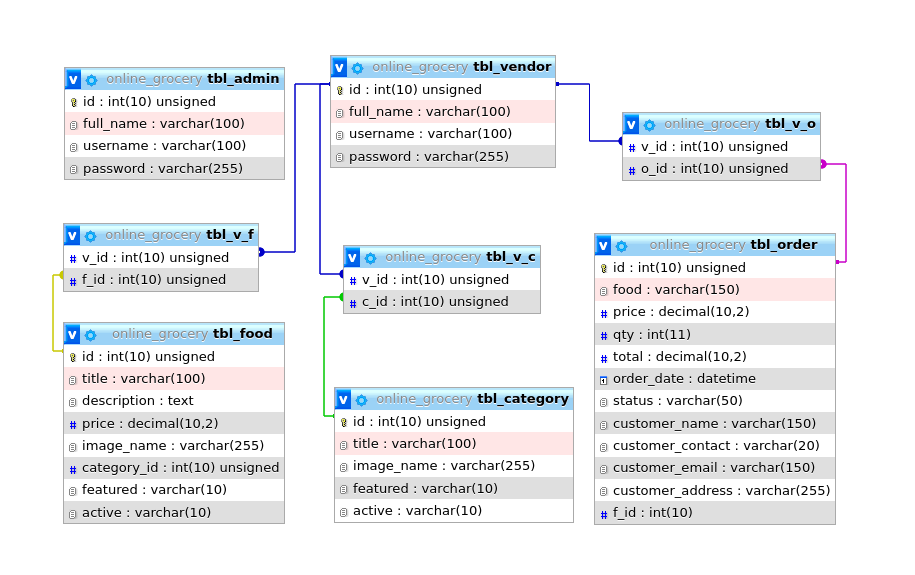 online_grocery tbl_admin
id : int(10) unsigned
full_name : varchar(100)
username : varchar(100)
password : varchar(255)
online_grocery tbl_vendor
id : int(10) unsigned
full_name : varchar(100)
username : varchar(100)
password : varchar(255)
online_grocery tbl_v_o
v_id : int(10) unsigned
o_id : int(10) unsigned
online_grocery tbl_v_f
v_id : int(10) unsigned
f_id : int(10) unsigned
online_grocery tbl_v_c
v_id : int(10) unsigned
c_id : int(10) unsigned
online_grocery tbl_order
id : int(10) unsigned
food : varchar(150)
price : decimal(10,2)
qty : int(11)
total : decimal(10,2)
order_date : datetime
status : varchar(50)
customer_name : varchar(150)
customer_contact : varchar(20)
customer_email : varchar(150)
customer_address : varchar(255)
f_id : int(10)
online_grocery tbl_food
id : int(10) unsigned
title : varchar(100)
description : text
price : decimal(10,2)
image_name : varchar(255)
category_id : int(10) unsigned
featured : varchar(10)
active : varchar(10)
online_grocery tbl_category
id : int(10) unsigned
title : varchar(100)
image_name : varchar(255)
featured : varchar(10)
active : varchar(10)